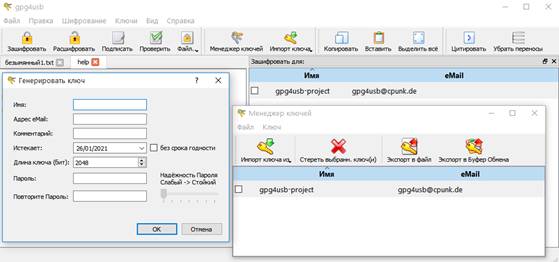 gpg4usb
Файл Правка Шифрование Ключи Вид Справка
Зашифровать Расшифровать Подписать Проверить Файл... Менеджер ключей Импорт ключа Копировать Вставить Выделить всё Цитировать Убрать переносы
безымянный1.txt help
Зашифровать для:
Имя eMail
gpg4usb-project gpg4usb@cpunk.de
Генерировать ключ ?
Имя:
Адрес eMail:
Комментарий:
Истекает: 26/01/2021 без срока годности
Длина ключа (бит): 2048
Пароль:
Повторите Пароль:
Надёжность Пароля
Слабый -> Стойкий
OK Отмена
Менеджер ключей
Файл Ключ
Импорт ключа из Стереть выбранн. ключ(и) Экспорт в файл Экспорт в Буфер Обмена
Имя eMail
gpg4usb-project gpg4usb@cpunk.de